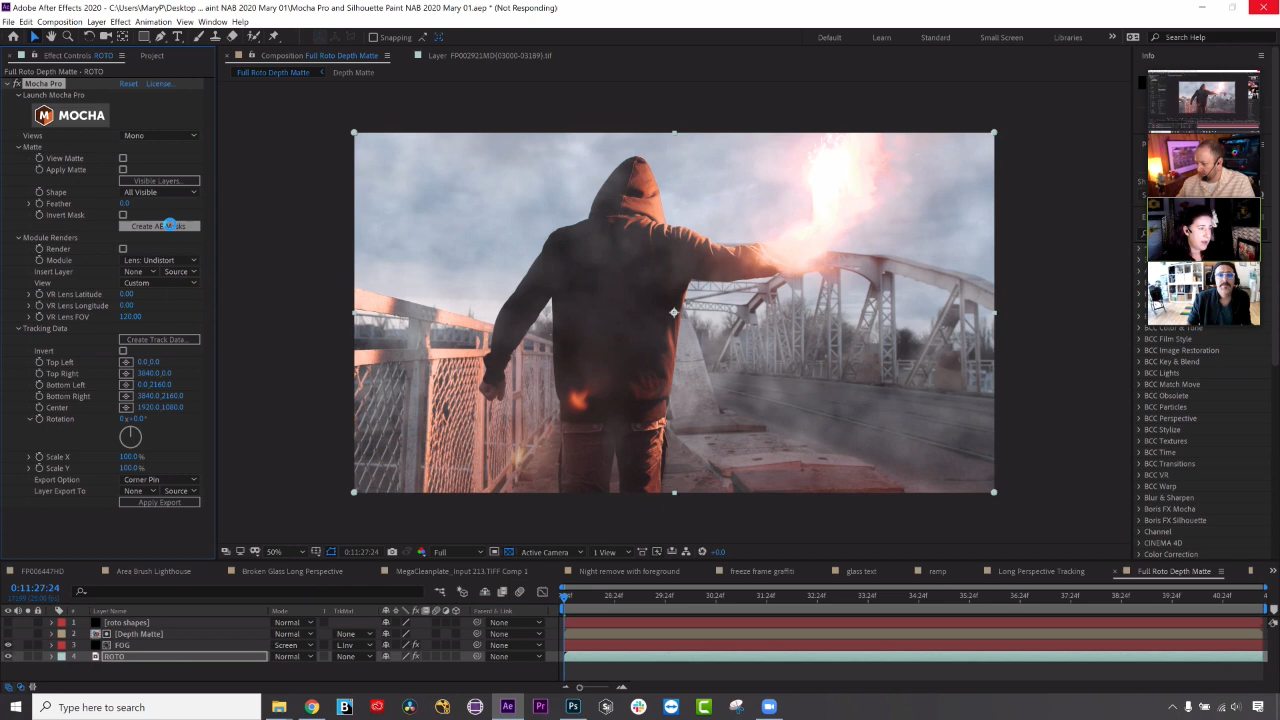 Adobe After Effects 2020 - C:\Users\MaryP\Desktop ... aint NAB 2020 Mary 01\Mocha Pro and Silhouette Paint NAB 2020 Mary 01.aep * (Not Responding)
File Edit Composition Layer Effect Animation View Window Help
Snapping Default Learn Standard Small Screen Libraries Search Help
Effect Controls ROTO Project Composition Full Roto Depth Matte Layer FP002921MD(03000-03189).tif Info
Full Roto Depth Matte · ROTO Full Roto Depth Matte Depth Matte
Mocha Pro Reset License...
Launch Mocha Pro
MOCHA
Views Mono
Matte
View Matte
Apply Matte
Visible Layers...
Shape All Visible
Feather 0.0
Invert Mask
Create AE Masks
Module Renders
Render
Module Lens: Undistort
Insert Layer None Source
View Custom
VR Lens Latitude 0.00
VR Lens Longitude 0.00
VR Lens FOV 120.00
Tracking Data
Create Track Data...
Invert
Top Left 0.0,0.0
Top Right 3840.0,0.0
Bottom Left 0.0,2160.0
Bottom Right 3840.0,2160.0
Center 1920.0,1080.0
Rotation 0x+0.0°
Scale X 100.0%
Scale Y 100.0%
Export Option Corner Pin
Layer Export To None Source
Apply Export
BCC Color & Tone
BCC Film Style
BCC Image Restoration
BCC Key & Blend
BCC Lights
BCC Match Move
BCC Obsolete
BCC Particles
BCC Perspective
BCC Stylize
BCC Textures
BCC Time
BCC Transitions
BCC VR
BCC Warp
Blur & Sharpen
Boris FX Mocha
Boris FX Silhouette
Channel
CINEMA 4D
Color Correction
50% 0:11:27:24 Full Active Camera 1 View +0.0
FP006447HD Area Brush Lighthouse Broken Glass Long Perspective MegaCleanplate_Input 213.TIFF Comp 1 Night remove with foreground freeze frame graffiti glass text ramp Long Perspective Tracking Full Roto Depth Matte
0:11:27:24
28:24f 29:24f 30:24f 31:24f 32:24f 33:24f 34:24f 35:24f 36:24f 37:24f 38:24f 39:24f 40:24f
# Layer Name Mode T TrkMat Parent & Link
1 [roto shapes] Normal None
2 [Depth Matte] Normal None None
3 FOG Screen L.Inv None
4 ROTO Normal None None
Type here to search